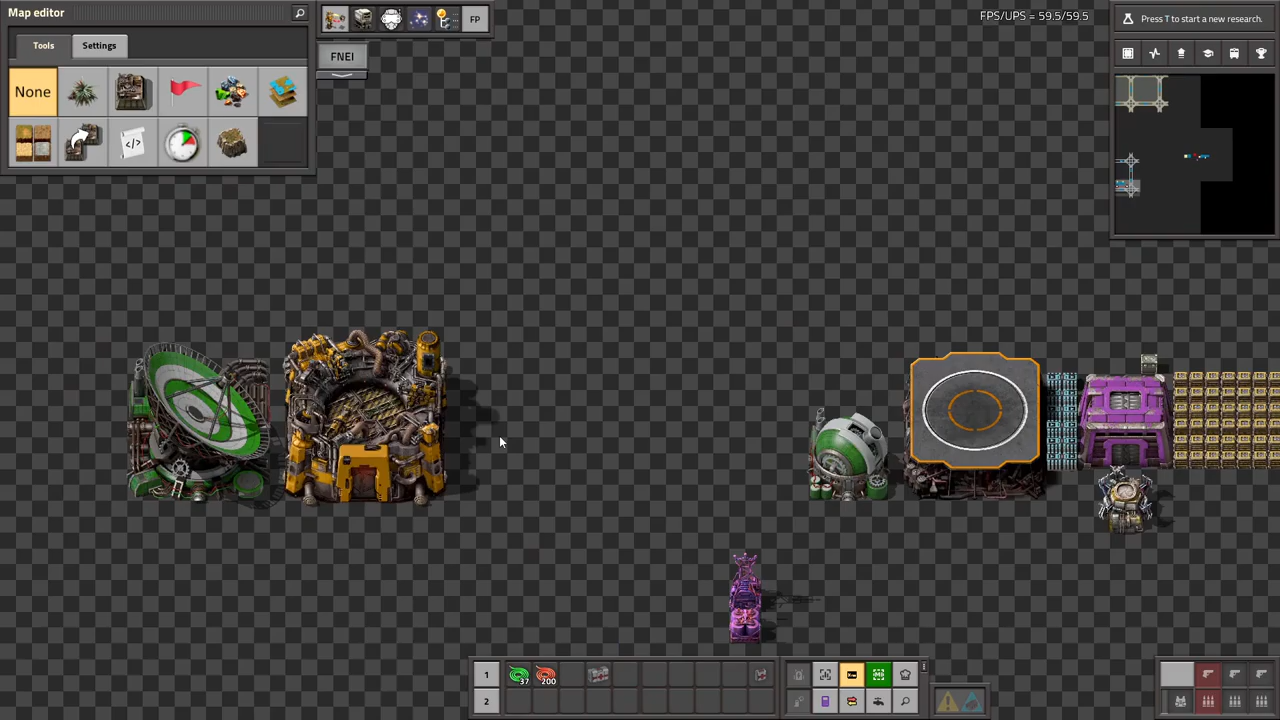 Map editor
Tools
Settings
None
</>
FP
FNEI
FPS/UPS = 59.5/59.5
Press T to start a new research.
1
37
200
2